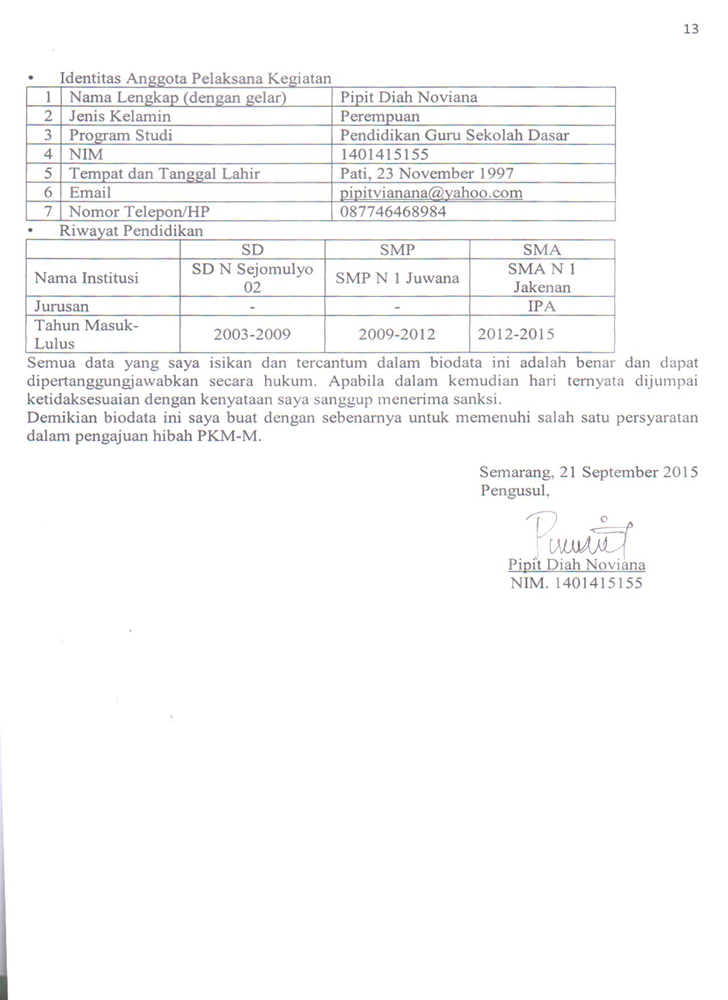 13
• Identitas Anggota Pelaksana Kegiatan
1 Nama Lengkap (dengan gelar) Pipit Diah Noviana
2 Jenis Kelamin Perempuan
3 Program Studi Pendidikan Guru Sekolah Dasar
4 NIM 1401415155
5 Tempat dan Tanggal Lahir Pati, 23 November 1997
6 Email pipitvianana@yahoo.com
7 Nomor Telepon/HP 087746468984
• Riwayat Pendidikan
SD SMP SMA
Nama Institusi SD N Sejomulyo 02 SMP N 1 Juwana SMA N 1 Jakenan
Jurusan - - IPA
Tahun Masuk-Lulus 2003-2009 2009-2012 2012-2015
Semua data yang saya isikan dan tercantum dalam biodata ini adalah benar dan dapat
dipertanggungjawabkan secara hukum. Apabila dalam kemudian hari ternyata dijumpai
ketidaksesuaian dengan kenyataan saya sanggup menerima sanksi.
Demikian biodata ini saya buat dengan sebenarnya untuk memenuhi salah satu persyaratan
dalam pengajuan hibah PKM-M.
Semarang, 21 September 2015
Pengusul,
Pipit Diah Noviana
NIM. 1401415155